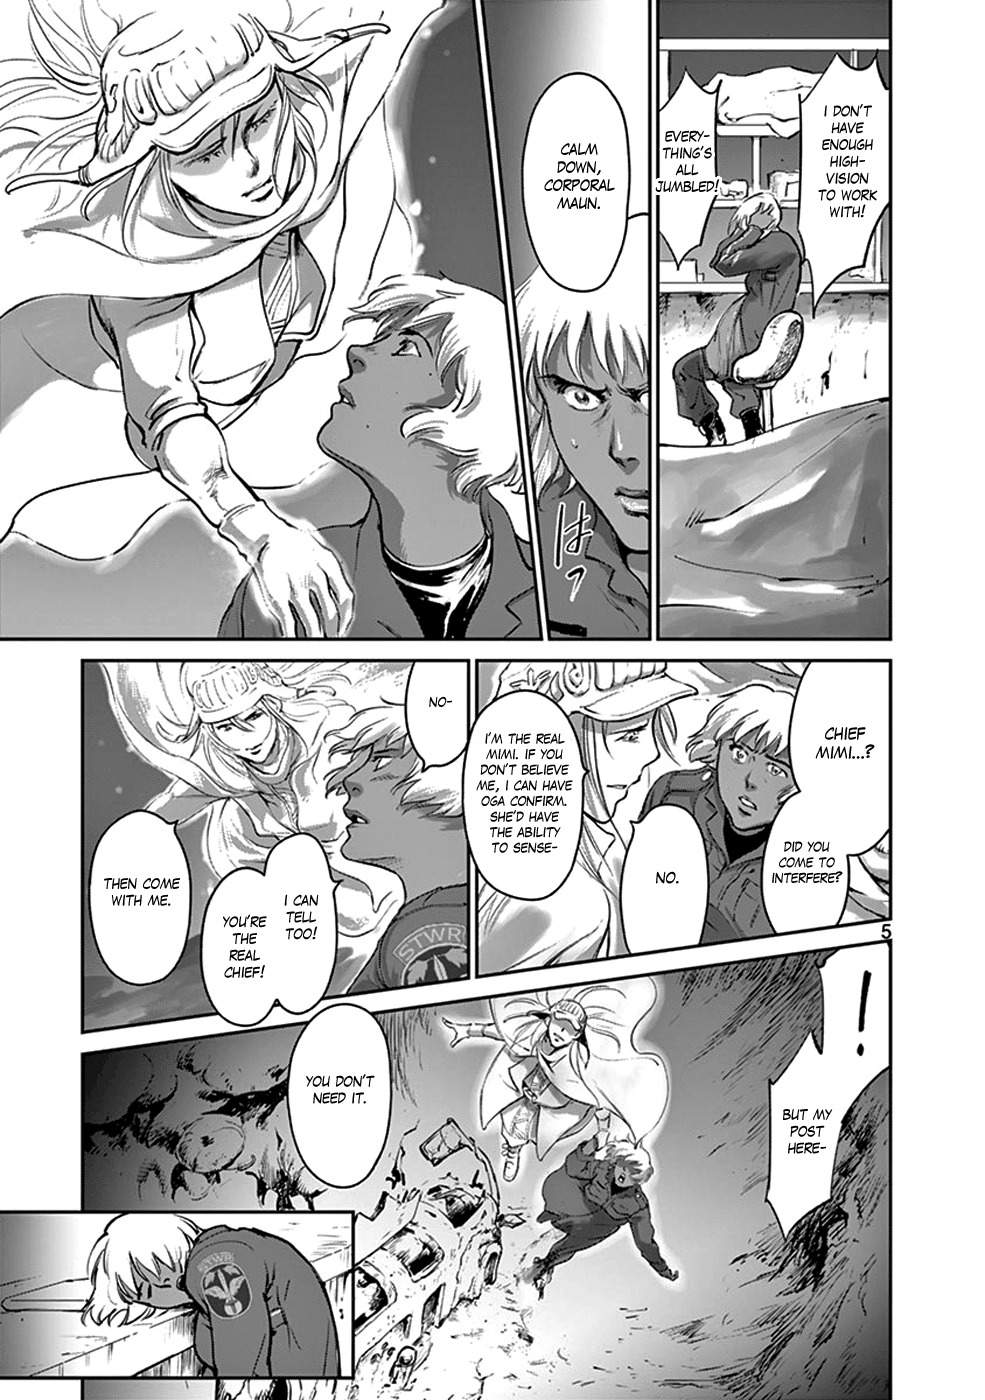 I DON'T
HAVE
ENOUGH
HIGH-
VISION
TO WORK
WITH!
EVERY-
THING'S
ALL
JUMBLED!
はっ
CALM
DOWN,
CORPORAL
MAUN.
CHIEF
MIMI...?
DID YOU
COME TO
INTERFERE?
NO.
I'M THE REAL
MIMI. IF YOU
DON'T BELIEVE
ME, I CAN HAVE
OGA CONFIRM.
SHE'D HAVE
THE ABILITY
TO SENSE-
NO-
I CAN
TELL
TOO!
YOU'RE
THE
REAL
CHIEF!
THEN COME
WITH ME.
STWR
5
!
BUT MY
POST
HERE-
YOU DON'T
NEED IT.
STWR